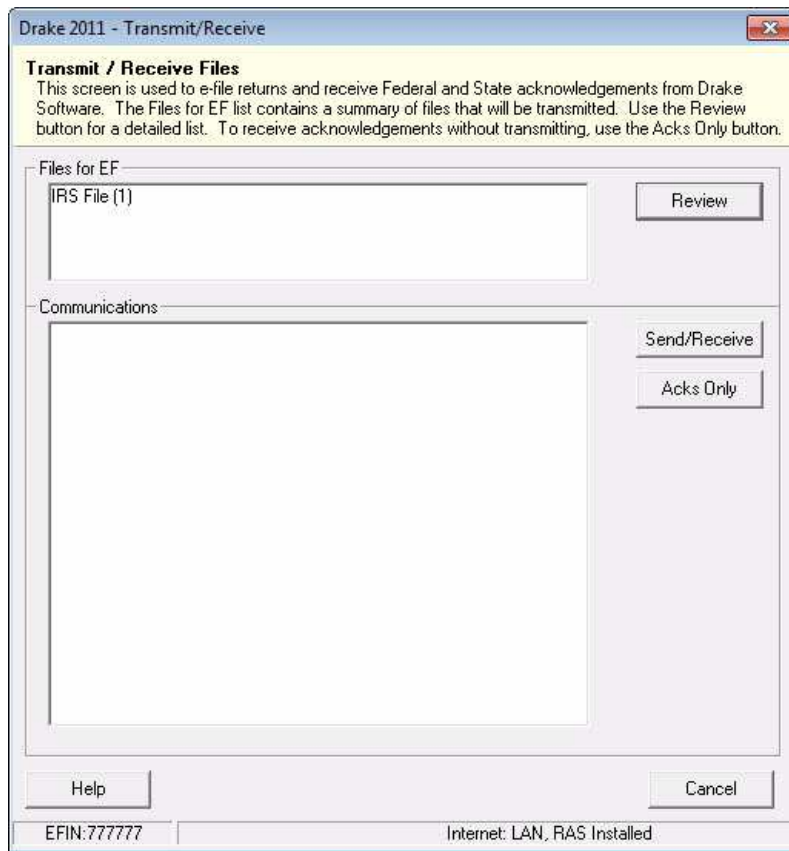 Drake 2011 - Transmit/Receive
Transmit / Receive Files
This screen is used to e-file returns and receive Federal and State acknowledgements from Drake
Software. The Files for EF list contains a summary of files that will be transmitted. Use the Review
button for a detailed list. To receive acknowledgements without transmitting, use the Acks Only button.
Files for EF
IRS File (1)
Review
Communications
Send/Receive
Acks Only
Help
Cancel
EFIN:777777
Internet: LAN, RAS Installed